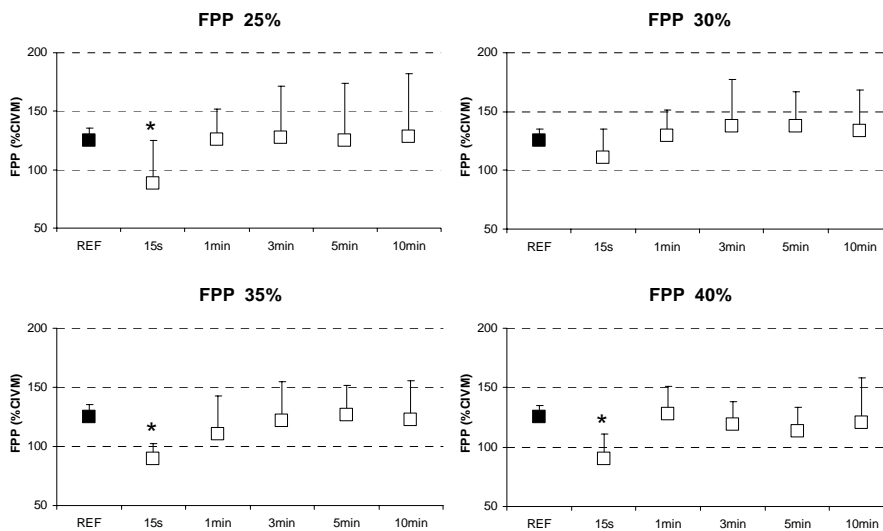 FPP 25%
200
150
100
50
FPP (%CIVM)
*
REF 15s 1min 3min 5min 10min
FPP 30%
200
150
100
50
FPP (%CIVM)
REF 15s 1min 3min 5min 10min
FPP 35%
200
150
100
50
FPP (%CIVM)
*
REF 15s 1min 3min 5min 10min
FPP 40%
200
150
100
50
FPP (%CIVM)
*
REF 15s 1min 3min 5min 10min